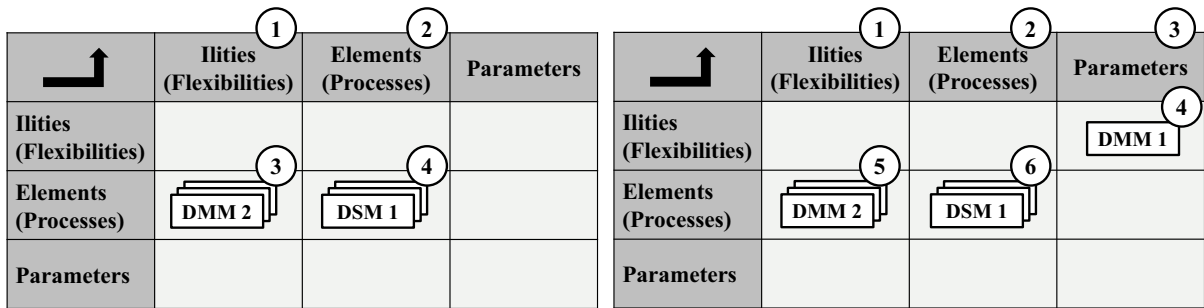 1 2
Ilities (Flexibilities) Elements (Processes) Parameters
Ilities (Flexibilities)
3 4
Elements (Processes) DMM 2 DSM 1
Parameters
1 2 3
Ilities (Flexibilities) Elements (Processes) Parameters
4
Ilities (Flexibilities) DMM 1
5 6
Elements (Processes) DMM 2 DSM 1
Parameters